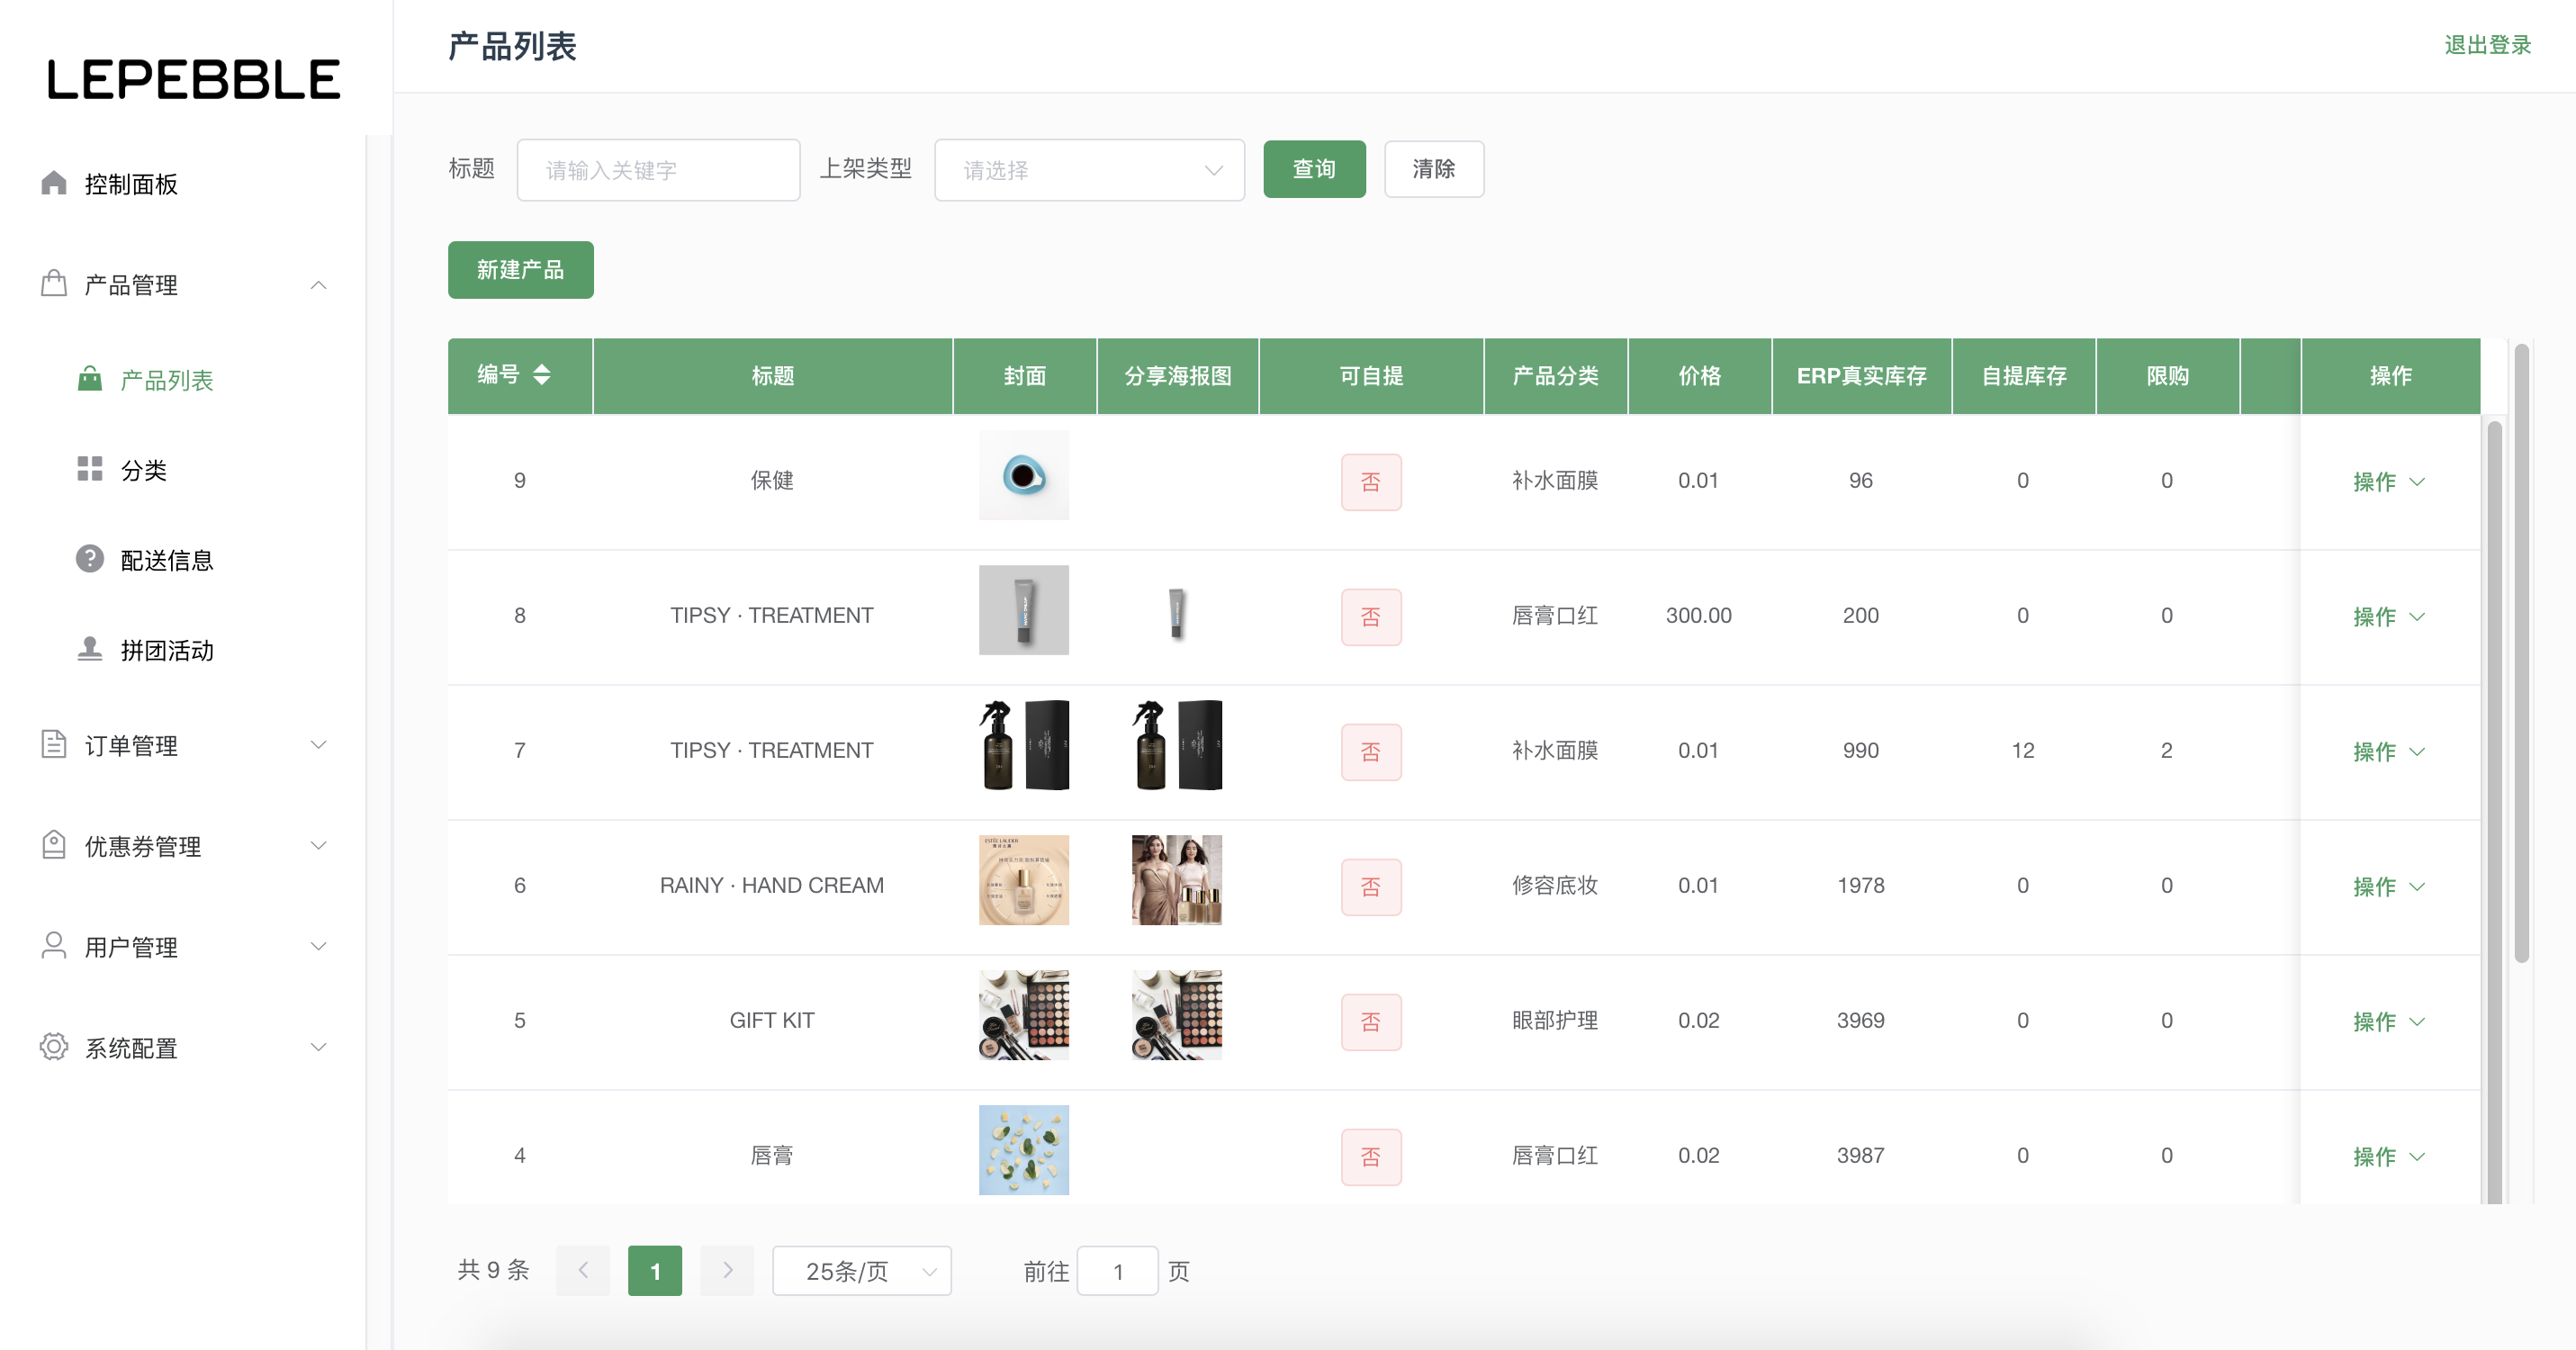 LEPEBBLE
控制面板
产品管理
产品列表
分类
配送信息
拼团活动
订单管理
优惠券管理
用户管理
系统配置
产品列表
退出登录
标题 请输入关键字 上架类型 请选择 查询 清除
新建产品
编号 标题 封面 分享海报图 可自提 产品分类 价格 ERP真实库存 自提库存 限购 操作
9 保健 否 补水面膜 0.01 96 0 0 操作
8 TIPSY · TREATMENT 否 唇膏口红 300.00 200 0 0 操作
7 TIPSY · TREATMENT 否 补水面膜 0.01 990 12 2 操作
6 RAINY · HAND CREAM 否 修容底妆 0.01 1978 0 0 操作
5 GIFT KIT 否 眼部护理 0.02 3969 0 0 操作
4 唇膏 否 唇膏口红 0.02 3987 0 0 操作
共 9 条 1 25条/页 前往 1 页